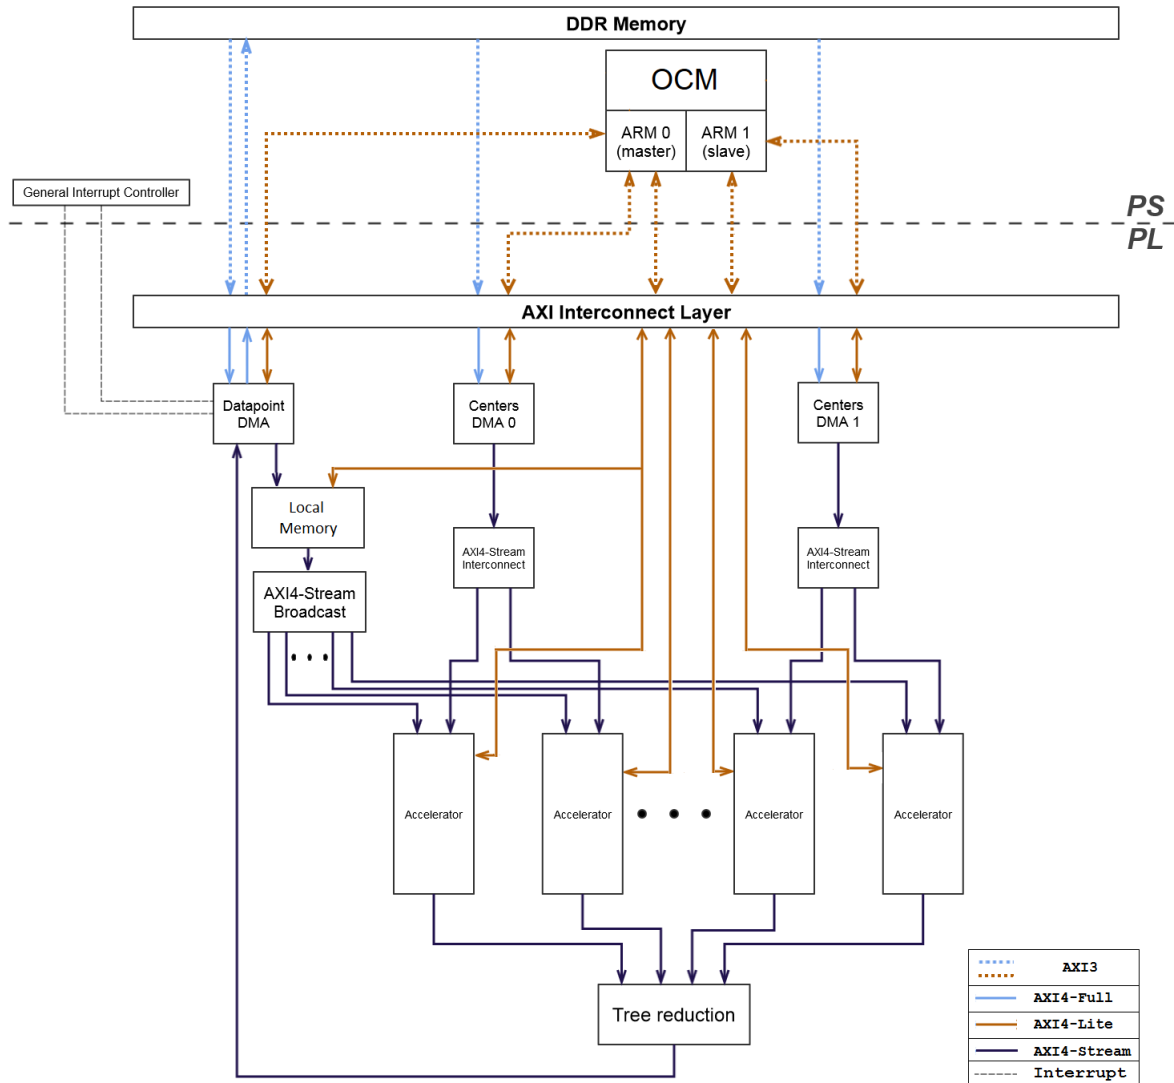 DDR Memory
OCM
ARM 0
(master)
ARM 1
(slave)
General Interrupt Controller
PS
PL
AXI Interconnect Layer
Datapoint
DMA
Centers
DMA 0
Centers
DMA 1
Local
Memory
AXI4-Stream
Interconnect
AXI4-Stream
Interconnect
AXI4-Stream
Broadcast
Accelerator
Accelerator
Accelerator
Accelerator
Tree reduction
AXI3
AXI4-Full
AXI4-Lite
AXI4-Stream
Interrupt